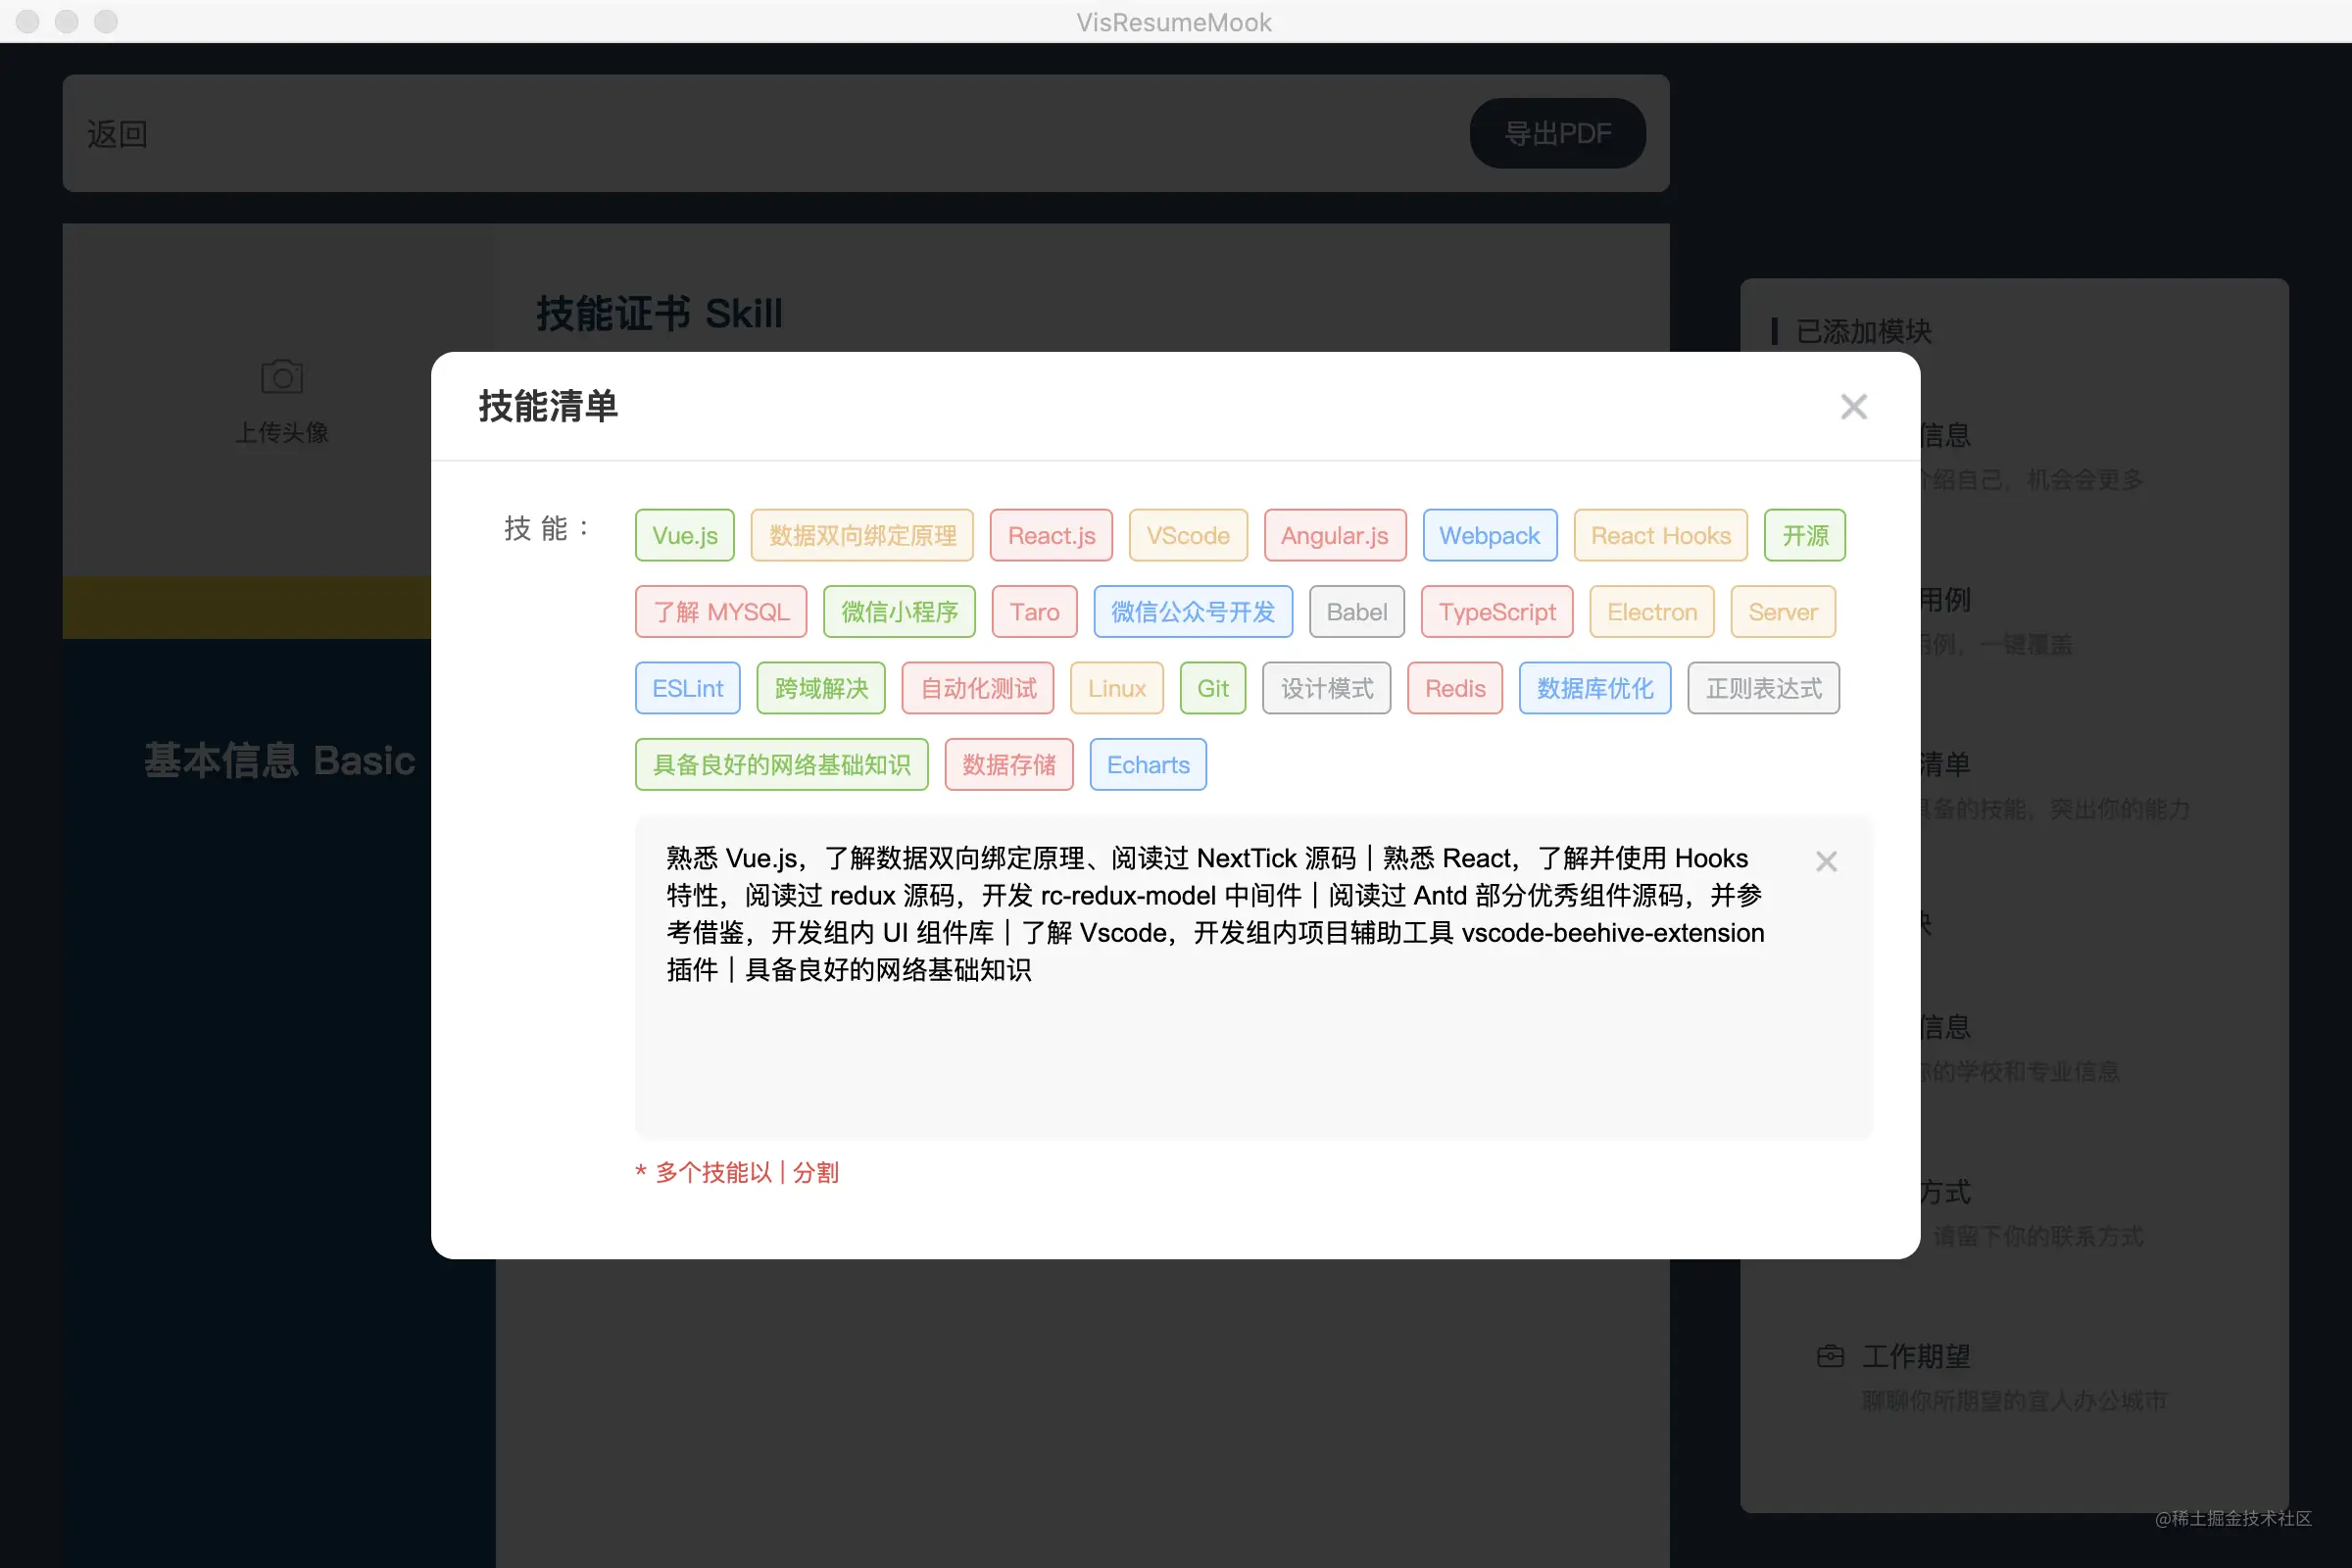 VisResumeMook
返回
导出PDF
技能证书 Skill
已添加模块
上传头像
技能清单
信息
介绍自己，机会会更多
技 能 ：
Vue.js 数据双向绑定原理 React.js VScode Angular.js Webpack React Hooks 开源
了解 MYSQL 微信小程序 Taro 微信公众号开发 Babel TypeScript Electron Server
用例
用例，一键覆盖
ESLint 跨域解决 自动化测试 Linux Git 设计模式 Redis 数据库优化 正则表达式
基本信息 Basic
具备良好的网络基础知识 数据存储 Echarts
清单
具备的技能，突出你的能力
熟悉 Vue.js，了解数据双向绑定原理、阅读过 NextTick 源码｜熟悉 React，了解并使用 Hooks
特性，阅读过 redux 源码，开发 rc-redux-model 中间件｜阅读过 Antd 部分优秀组件源码，并参
考借鉴，开发组内 UI 组件库｜了解 Vscode，开发组内项目辅助工具 vscode-beehive-extension
插件｜具备良好的网络基础知识
信息
你的学校和专业信息
* 多个技能以 | 分割
方式
请留下你的联系方式
工作期望
聊聊你所期望的宜人办公城市
@稀土掘金技术社区